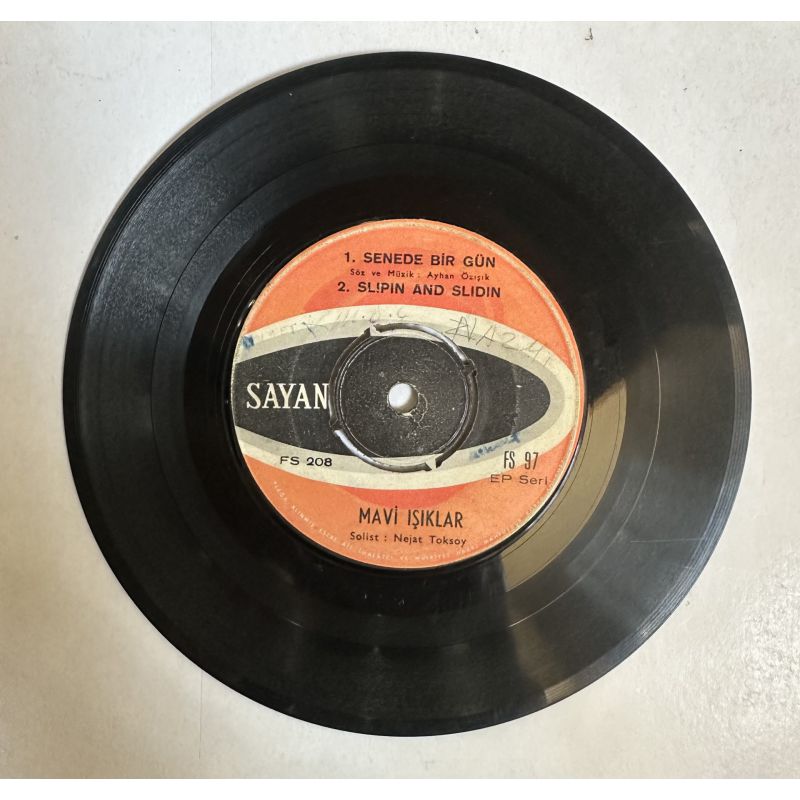 1. SENEDE BİR GÜN
Söz ve Müzik : Ayhan Özışık
2. SLIPIN AND SLIDIN
SAYAN
FS 208
FS 97
EP Seri
MAVİ IŞIKLAR
Solist : Nejat Toksoy